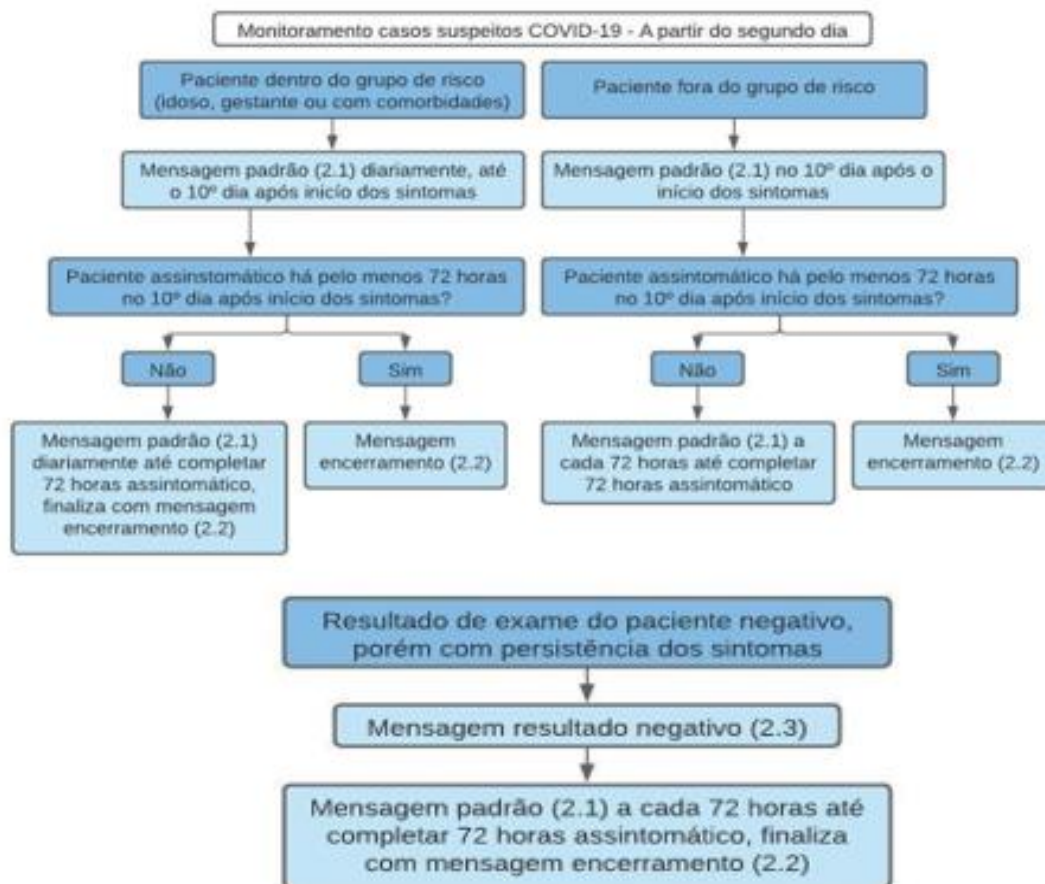 Monitoramento casos suspeitos COVID-19 - A partir do segundo dia
Paciente dentro do grupo de risco
(idoso, gestante ou com comorbidades)
Paciente fora do grupo de risco
Mensagem padrão (2.1) diariamente, até
o 10º dia após inicío dos sintomas
Mensagem padrão (2.1) no 10º dia após o
início dos sintomas
Paciente assinstomático há pelo menos 72 horas
no 10º dia após início dos sintomas?
Paciente assintomático há pelo menos 72 horas
no 10º dia após início dos sintomas?
Não
Sim
Não
Sim
Mensagem padrão (2.1)
diariamente até completar
72 horas assintomático,
finaliza com mensagem
encerramento (2.2)
Mensagem
encerramento (2.2)
Mensagem padrão (2.1) a
cada 72 horas até completar
72 horas assintomático
Mensagem
encerramento (2.2)
Resultado de exame do paciente negativo,
porém com persistência dos sintomas
Mensagem resultado negativo (2.3)
Mensagem padrão (2.1) a cada 72 horas até
completar 72 horas assintomático, finaliza
com mensagem encerramento (2.2)